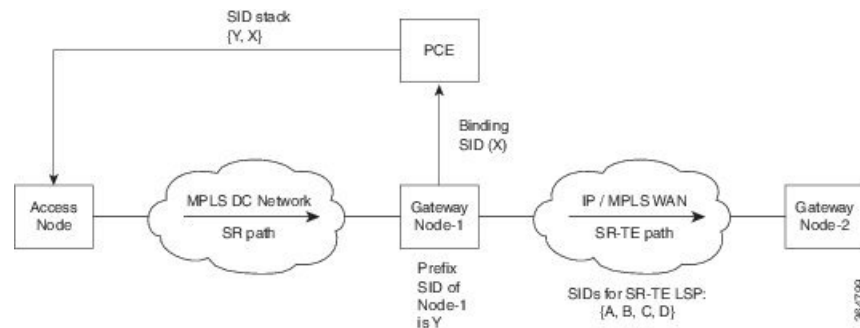 SID stack
{Y, X}
PCE
Binding
SID (X)
Access
Node
MPLS DC Network
SR path
Gateway
Node-1
IP / MPLS WAN
SR-TE path
Gateway
Node-2
Prefix
SID of
Node-1
is Y
SIDs for SR-TE LSP:
{A, B, C, D}